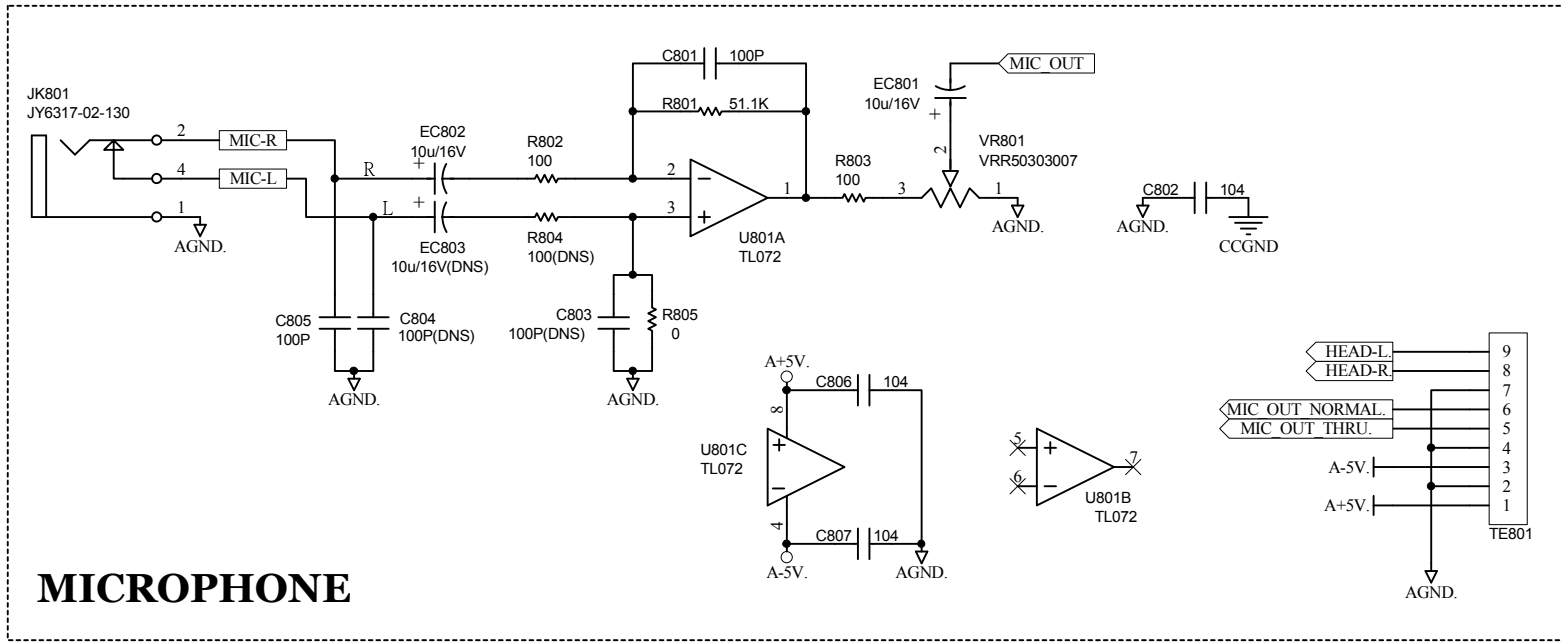 C801 100P
MIC_OUT
JK801
JY6317-02-130
R801 51.1K
EC801
10u/16V
+
2 MIC-R
EC802
10u/16V
R802
100
2
VR801
VRR50303007
R803
100
R
+
2
−
4 MIC-L
1
3
1
C802 104
L
+
3
+
1
AGND.
EC803
10u/16V(DNS)
R804
100(DNS)
U801A
TL072
AGND.
AGND.
CCGND
C805
100P
C804
100P(DNS)
C803
100P(DNS)
R805
0
AGND.
AGND.
A+5V.
C806 104
8
U801C
TL072
+
−
4
C807 104
A-5V.
AGND.
5
+
6
−
7
U801B
TL072
HEAD-L. 9
HEAD-R. 8
7
MIC_OUT_NORMAL. 6
MIC_OUT_THRU. 5
4
A-5V. 3
2
A+5V. 1
TE801
AGND.
MICROPHONE